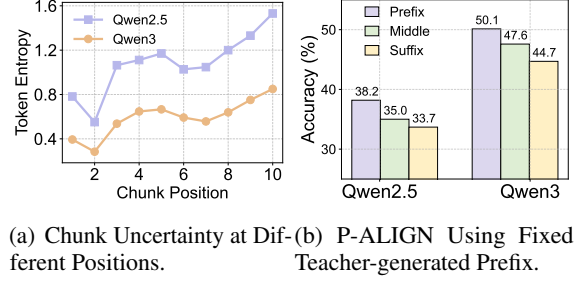 Token Entropy
1.6
1.2
0.8
0.4
Qwen2.5
Qwen3
2 4 6 8 10
Chunk Position
Accuracy (%)
50
40
30
Prefix
Middle
Suffix
38.2
35.0
33.7
50.1
47.6
44.7
Qwen2.5 Qwen3
(a) Chunk Uncertainty at Dif-
ferent Positions.
(b) P-ALIGN Using Fixed
Teacher-generated Prefix.